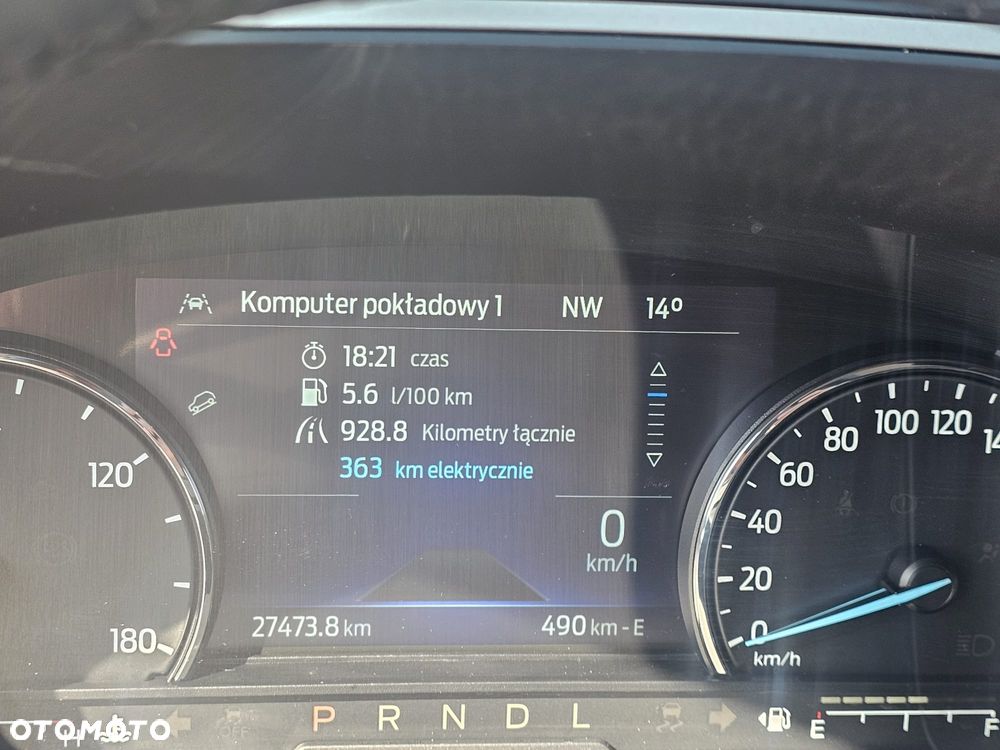 Komputer pokładowy 1 NW 14°
18:21 czas
5.6 l/100 km
928.8 Kilometry łącznie
363 km elektrycznie
0
km/h
27473.8 km 490 km - E
120
180
0 20 40 60 80 100 120
km/h
P R N D L
OFF
E F
OTOMOTO